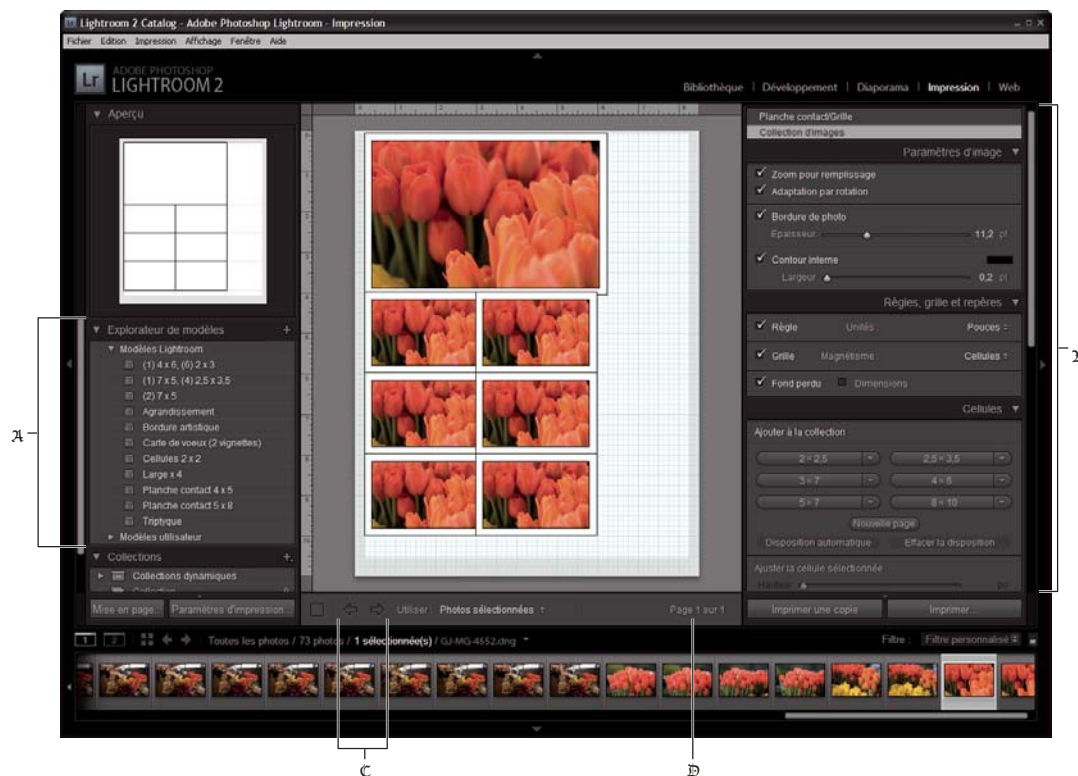 Lightroom 2 Catalog - Adobe Photoshop Lightroom - Impression
Fichier Edition Impression Affichage Fenêtre Aide
Lr ADOBE PHOTOSHOP
LIGHTROOM 2
Bibliothèque | Développement | Diaporama | Impression | Web
Aperçu
Explorateur de modèles +
Modèles Lightroom
(1) 4 x 6, (6) 2 x 3
(1) 7 x 5, (4) 2,5 x 3,5
(2) 7 x 5
Agrandissement
Bordure artistique
Carte de voeux (2 vignettes)
Cellules 2 x 2
Large x 4
Planche contact 4 x 5
Planche contact 5 x 8
Triptyque
Modèles utilisateur
Collections +
Collections dynamiques
Mise en page... Paramètres d'impression...
Utiliser : Photos sélectionnées
Page 1 sur 1
Planche contact/Grille
Collection d'images
Paramètres d'image
Zoom pour remplissage
Adaptation par rotation
Bordure de photo
Epaisseur 11,2 pt
Contour interne
Largeur 0,2 pt
Règles, grille et repères
Règle Unités : Pouces
Grille Magnétisme : Cellules
Fond perdu Dimensions
Cellules
Ajouter à la collection
2 × 2,5 2,5 × 3,5
3 × 7 4 × 6
5 × 7 8 × 10
Nouvelle page
Disposition automatique Effacer la disposition
Ajuster la cellule sélectionnée
Hauteur po
Imprimer une copie Imprimer...
1 2 Toutes les photos / 73 photos / 1 sélectionnée(s) / GJ-MG-4552.dng
Filtre : Filtre personnalisé
A
C
D